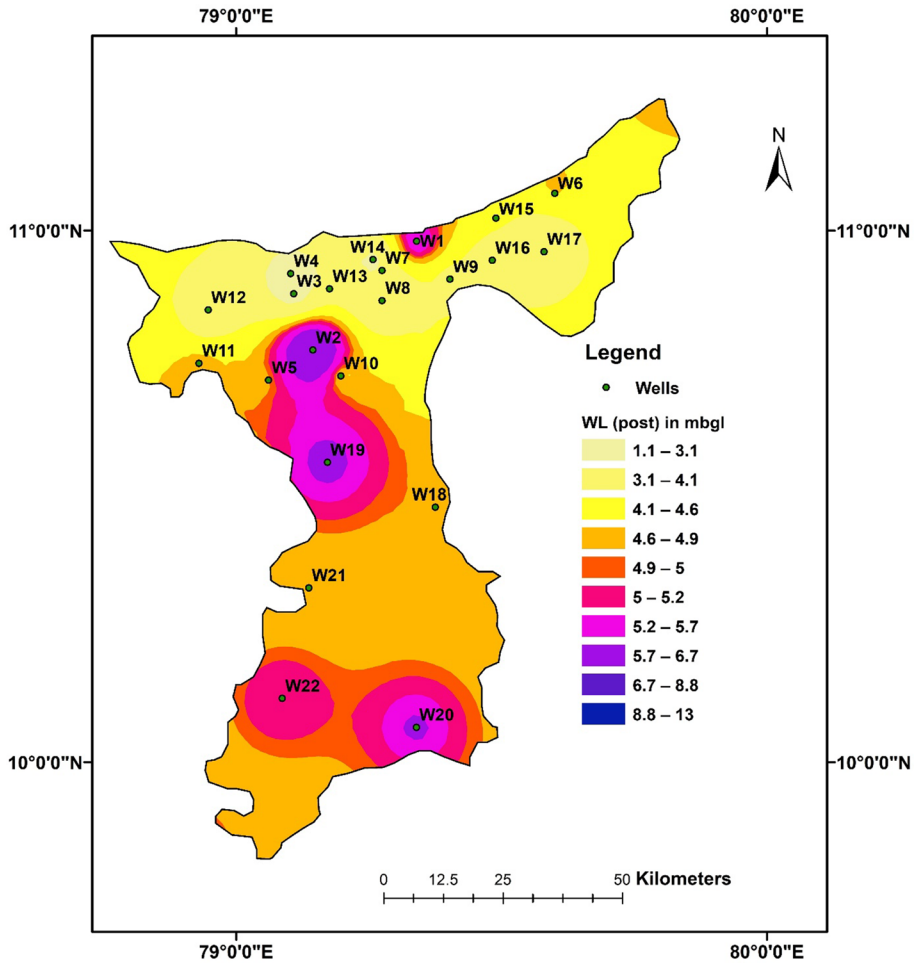 79°0'0"E 80°0'0"E
N
W6
W15
11°0'0"N 11°0'0"N
W1
W17
W14
W16
W4
W7
W9
W3
W13
W8
W12
W2
W11
W5
W10
Legend
Wells
WL (post) in mbgl
1.1 – 3.1
3.1 – 4.1
4.1 – 4.6
4.6 – 4.9
4.9 – 5
5 – 5.2
5.2 – 5.7
5.7 – 6.7
6.7 – 8.8
8.8 – 13
W19
W18
W21
W22
W20
10°0'0"N 10°0'0"N
0 12.5 25 50 Kilometers
79°0'0"E 80°0'0"E